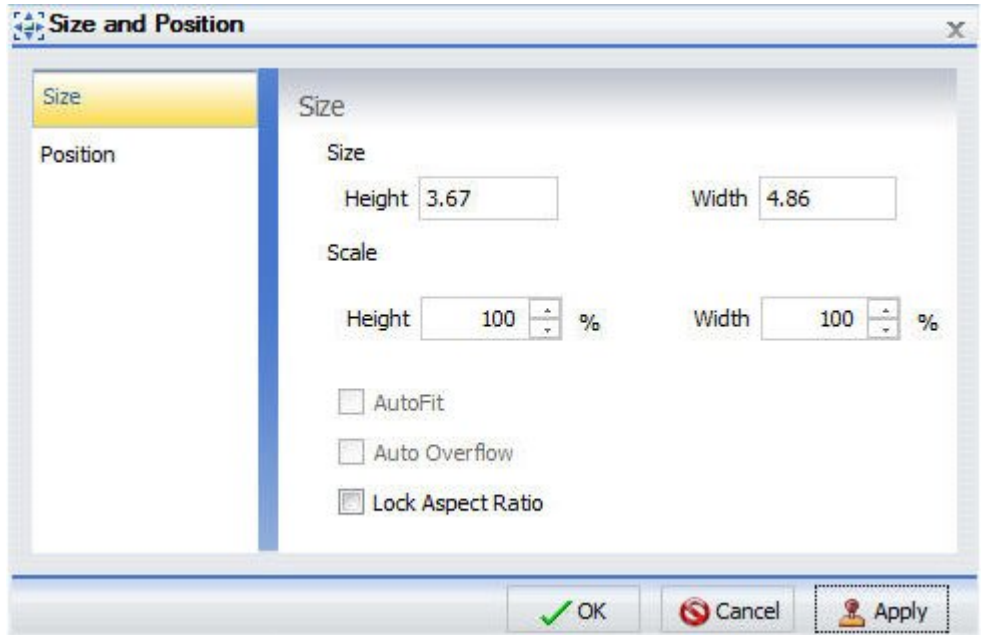 Size and Position
Size
Position
Size
Size
Height 3.67 Width 4.86
Scale
Height 100 % Width 100 %
AutoFit
Auto Overflow
Lock Aspect Ratio
OK Cancel Apply